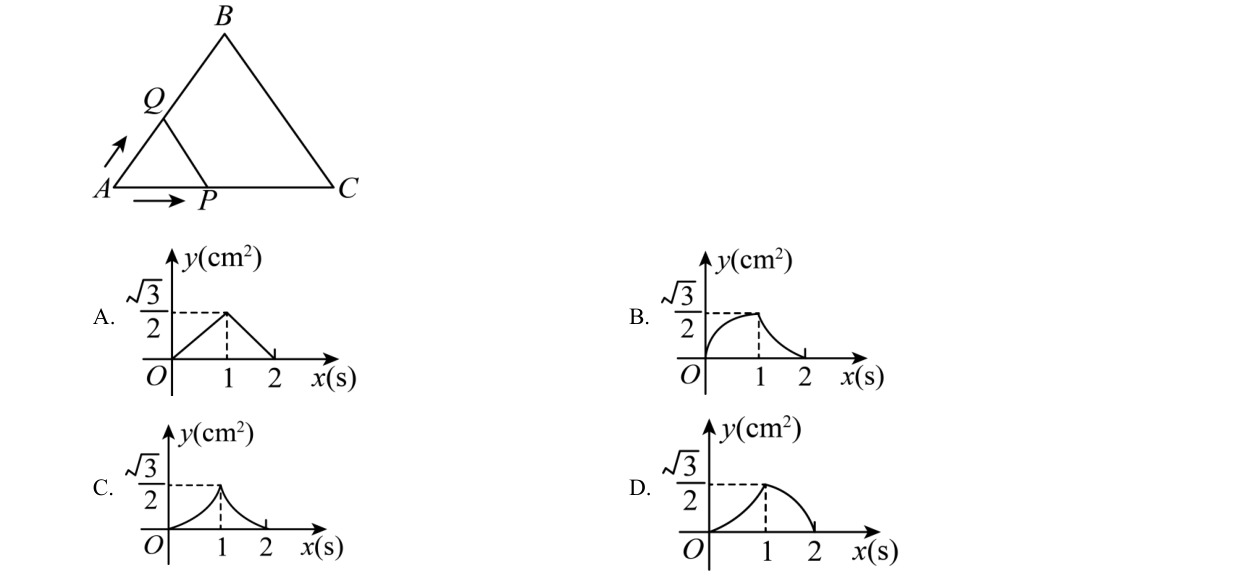 B
Q
A P C
A. y(cm²) √3/2 O 1 2 x(s)
B. y(cm²) √3/2 O 1 2 x(s)
C. y(cm²) √3/2 O 1 2 x(s)
D. y(cm²) √3/2 O 1 2 x(s)